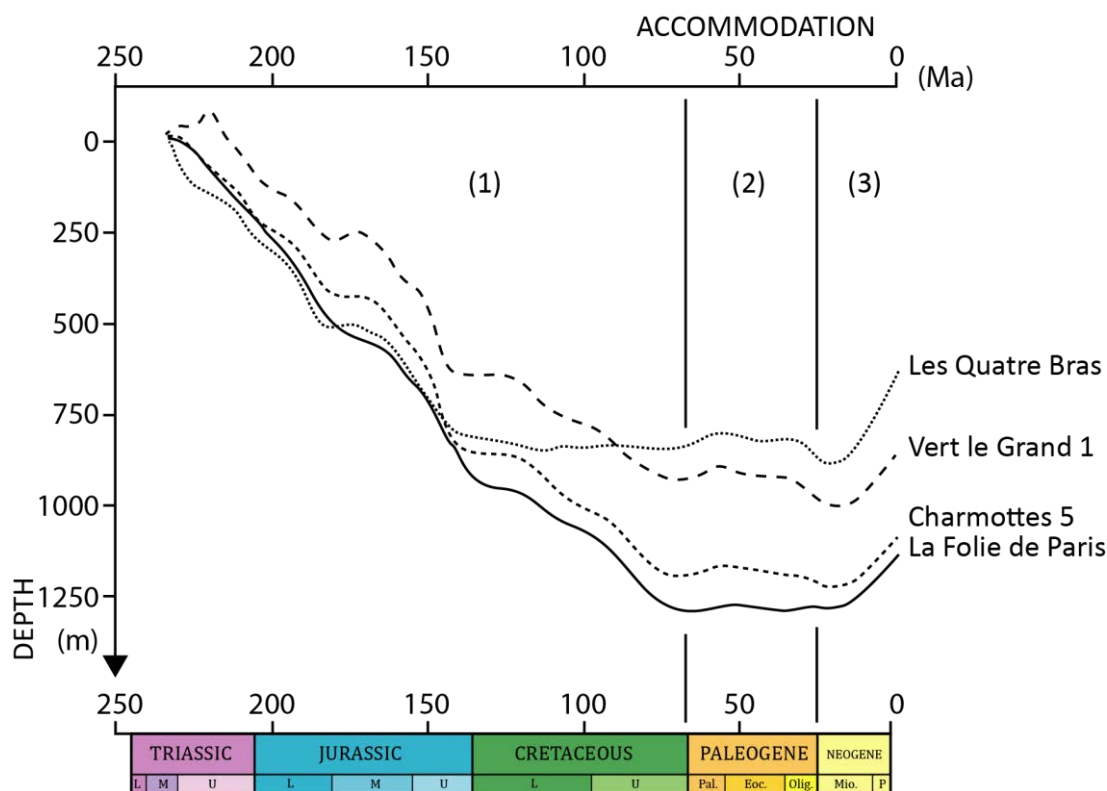 ACCOMMODATION
250 200 150 100 50 0
(Ma)
0
(1) (2) (3)
250
500
Les Quatre Bras
750
Vert le Grand 1
1000
Charmottes 5
La Folie de Paris
1250
DEPTH (m)
250 200 150 100 50 0
TRIASSIC JURASSIC CRETACEOUS PALEOGENE NEOGENE
L M U L M U L U Pal. Eoc. Olig. Mio. P